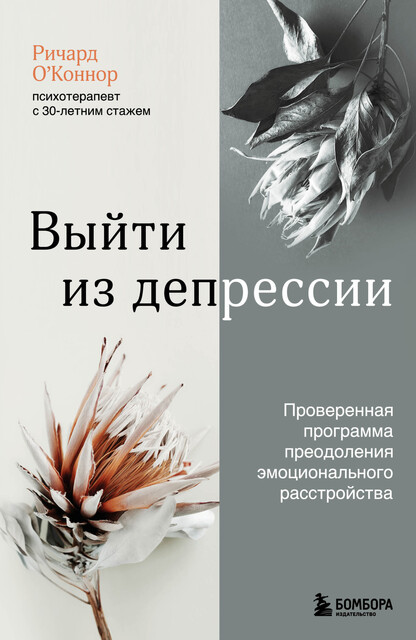 Ричард
О’Коннор
психотерапевт
с 30-летним стажем
Выйти
из депрессии
Проверенная
программа
преодоления
эмоционального
расстройства
БОМБОРА
ИЗДАТЕЛЬСТВО